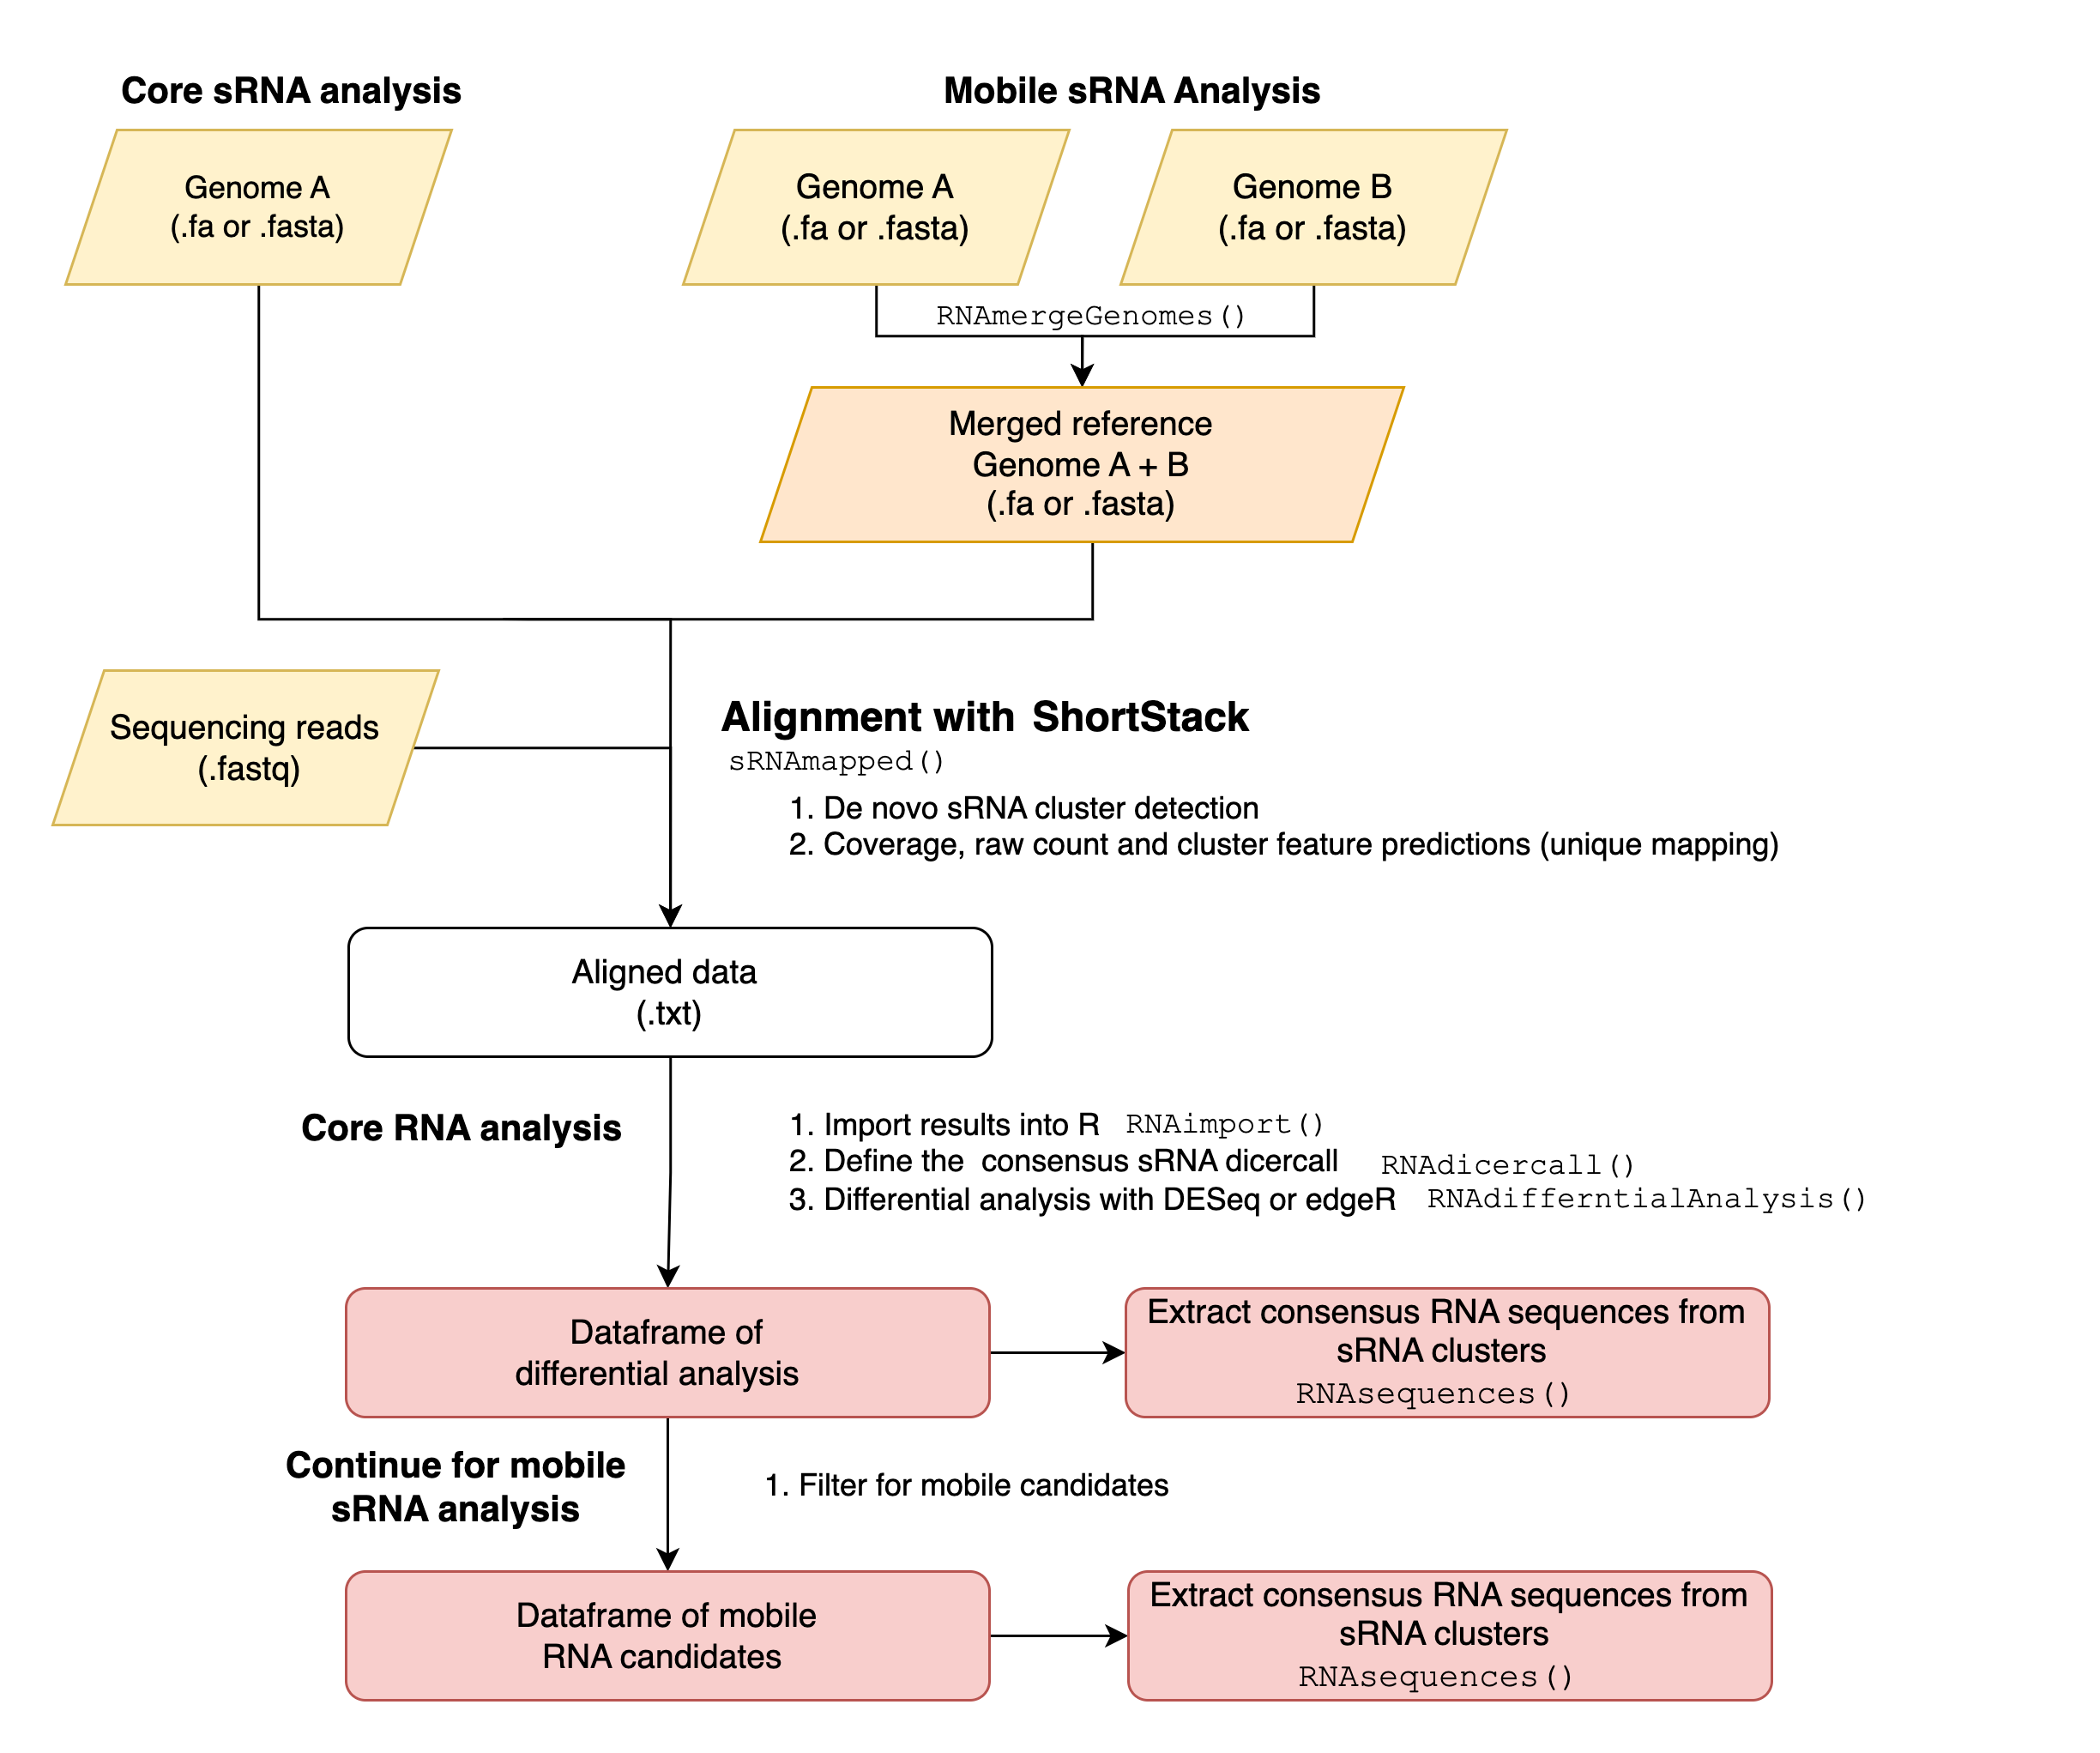 Core sRNA analysis
Mobile sRNA Analysis
Genome A
(.fa or .fasta)
Genome A
(.fa or .fasta)
Genome B
(.fa or .fasta)
RNAmergeGenomes()
Merged reference
Genome A + B
(.fa or .fasta)
Sequencing reads
(.fastq)
Alignment with ShortStack
sRNAmapped()
1. De novo sRNA cluster detection
2. Coverage, raw count and cluster feature predictions (unique mapping)
Aligned data
(.txt)
Core RNA analysis
1. Import results into R RNAimport()
2. Define the consensus sRNA dicercall RNAdicercall()
3. Differential analysis with DESeq or edgeR RNAdifferntialAnalysis()
Dataframe of
differential analysis
Extract consensus RNA sequences from
sRNA clusters
RNAsequences()
Continue for mobile
sRNA analysis
1. Filter for mobile candidates
Dataframe of mobile
RNA candidates
Extract consensus RNA sequences from
sRNA clusters
RNAsequences()